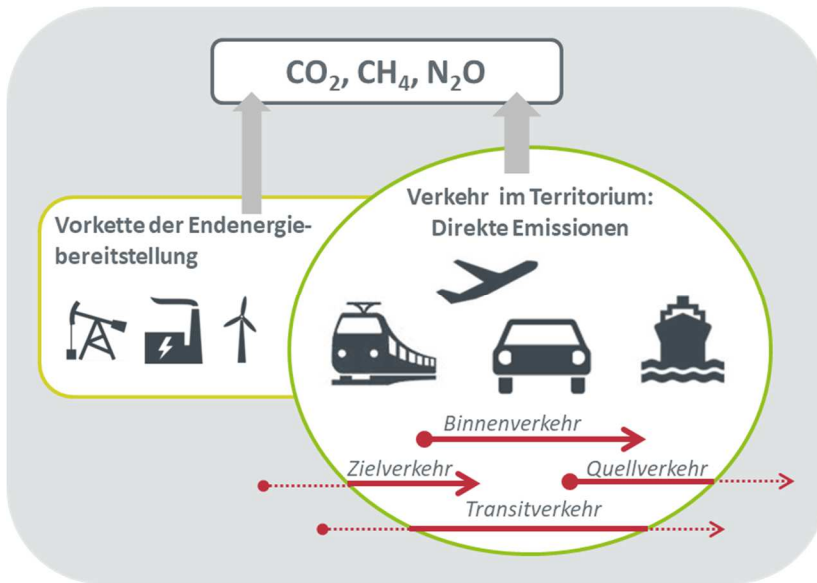 CO₂, CH₄, N₂O
Vorkette der Endenergie-
bereitstellung
Verkehr im Territorium:
Direkte Emissionen
Binnenverkehr
Zielverkehr
Quellverkehr
Transitverkehr